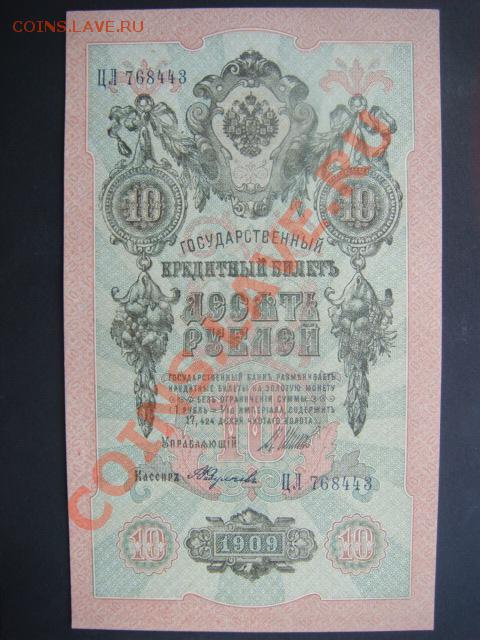 COINS.LAVE.RU
ЦЛ 768443
10 10
ГОСУДАРСТВЕННЫЙ
КРЕДИТНЫЙ БИЛЕТЪ
ДЕСЯТЬ
РУБЛЕЙ
ГОСУДАРСТВЕННЫЙ БАНКЪ РАЗМѢНИВАЕТЪ
КРЕДИТНЫЕ БИЛЕТЫ НА ЗОЛОТУЮ МОНЕТУ
БЕЗЪ ОГРАНИЧЕНІЯ СУММЫ.
(1 РУБЛЬ = 1/15 ИМПЕРІАЛА, СОДЕРЖИТЪ
17,424 ДОЛЕЙ ЧИСТАГО ЗОЛОТА).
10
УПРАВЛЯЮЩІЙ
КАССИРЪ
ЦЛ 768443
10 1909 10
COINS.LAVE.RU